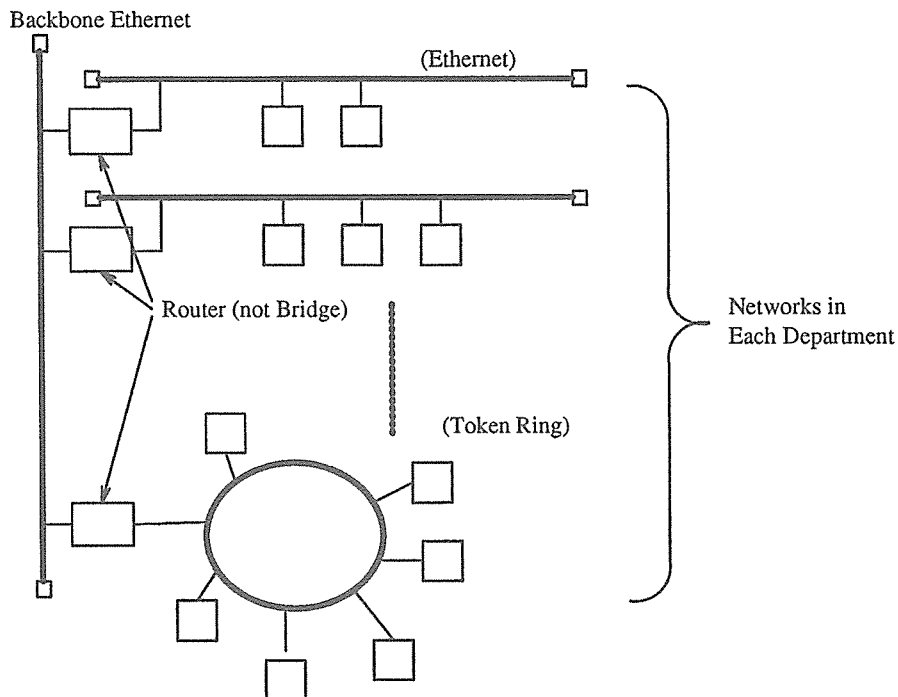 Backbone Ethernet
(Ethernet)
Router (not Bridge)
Networks in
Each Department
(Token Ring)